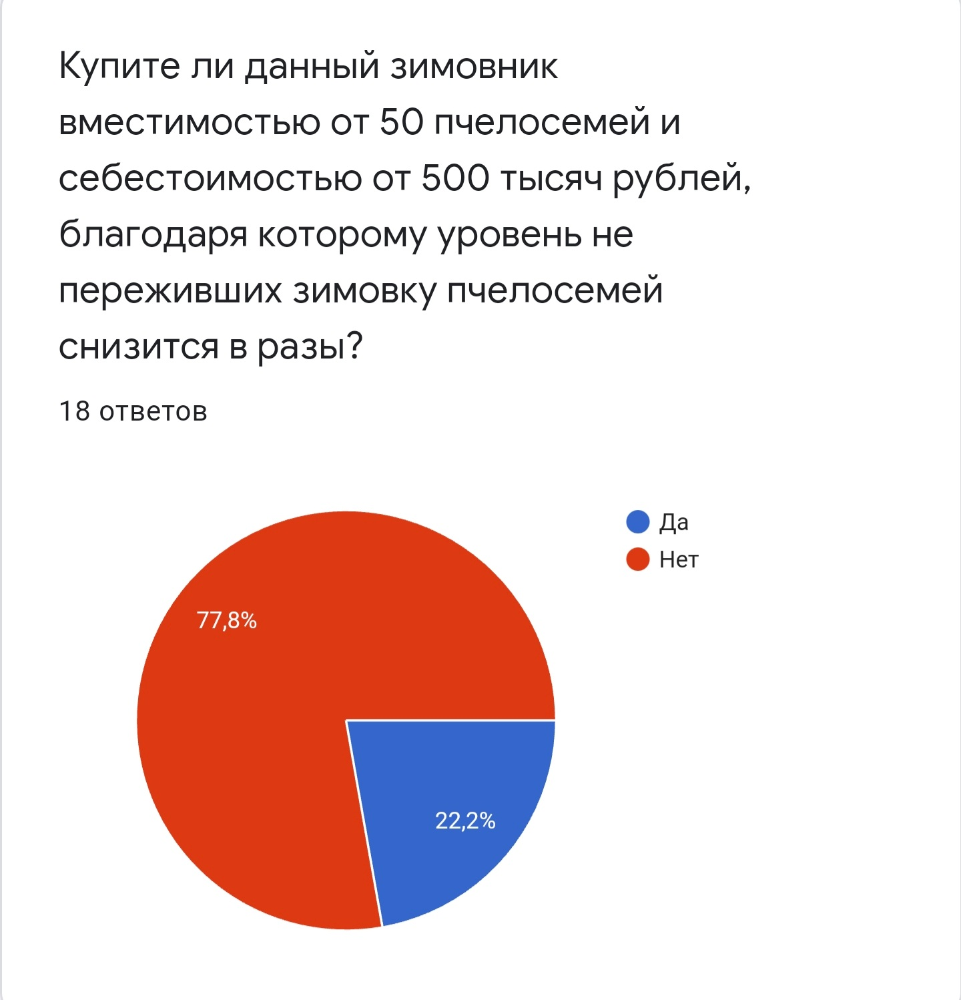 Купите ли данный зимовник
вместимостью от 50 пчелосемей и
себестоимостью от 500 тысяч рублей,
благодаря которому уровень не
переживших зимовку пчелосемей
снизится в разы?
18 ответов
Да
Нет
77,8%
22,2%